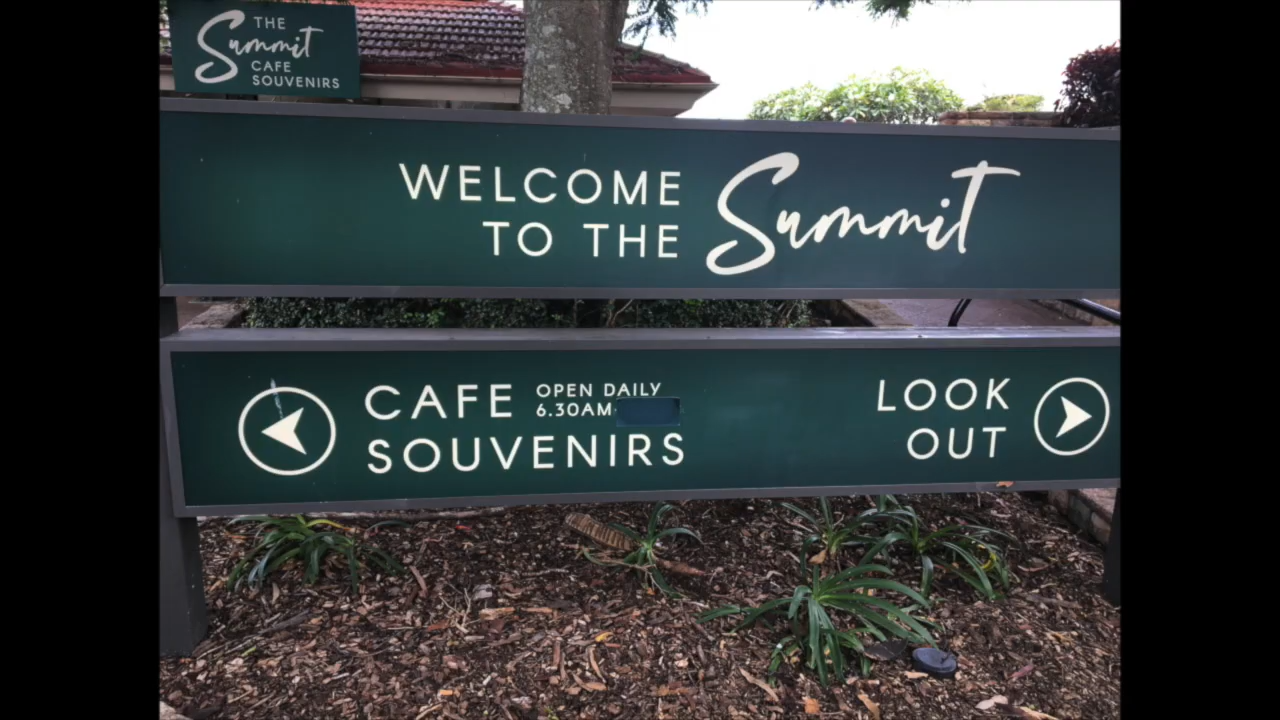 THE
Summit
CAFE
SOUVENIRS
WELCOME
TO THE Summit
CAFE OPEN DAILY
6.30AM
SOUVENIRS
LOOK
OUT